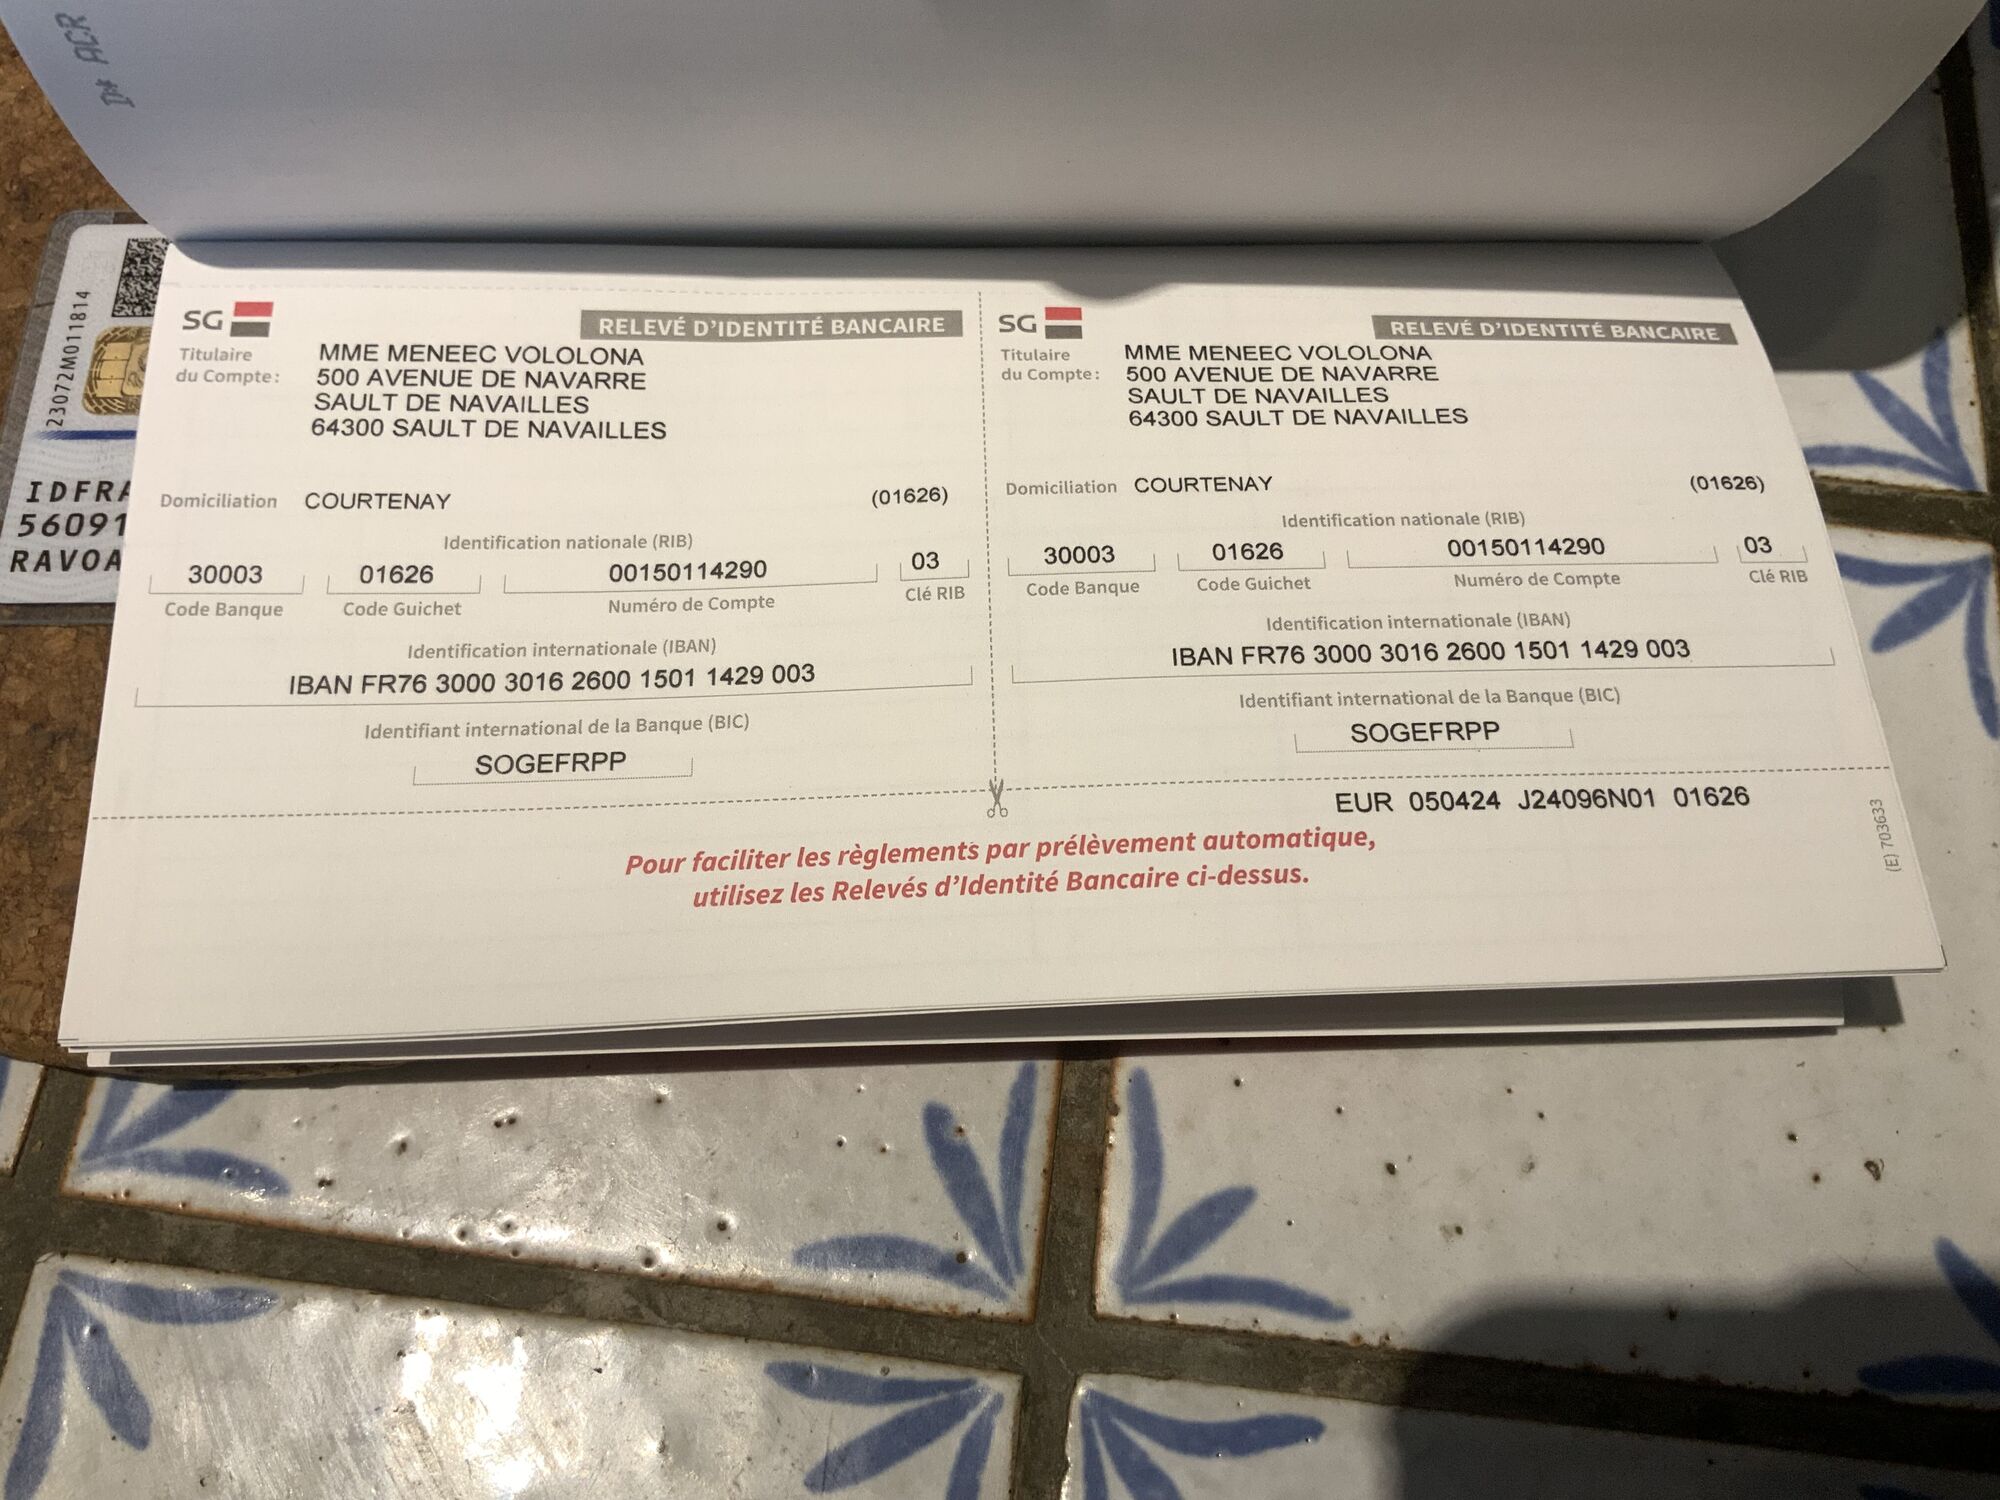 I* ACR
23072M011814
IDFRA
56091
RAVOA
SG
RELEVÉ D'IDENTITÉ BANCAIRE
Titulaire
du Compte :
MME MENEEC VOLOLONA
500 AVENUE DE NAVARRE
SAULT DE NAVAILLES
64300 SAULT DE NAVAILLES
Domiciliation COURTENAY (01626)
Identification nationale (RIB)
30003 01626 00150114290 03
Code Banque Code Guichet Numéro de Compte Clé RIB
Identification internationale (IBAN)
IBAN FR76 3000 3016 2600 1501 1429 003
Identifiant international de la Banque (BIC)
SOGEFRPP
SG
RELEVÉ D'IDENTITÉ BANCAIRE
Titulaire
du Compte :
MME MENEEC VOLOLONA
500 AVENUE DE NAVARRE
SAULT DE NAVAILLES
64300 SAULT DE NAVAILLES
Domiciliation COURTENAY (01626)
Identification nationale (RIB)
30003 01626 00150114290 03
Code Banque Code Guichet Numéro de Compte Clé RIB
Identification internationale (IBAN)
IBAN FR76 3000 3016 2600 1501 1429 003
Identifiant international de la Banque (BIC)
SOGEFRPP
EUR 050424 J24096N01 01626
(E) 703633
Pour faciliter les règlements par prélèvement automatique,
utilisez les Relevés d'Identité Bancaire ci-dessus.